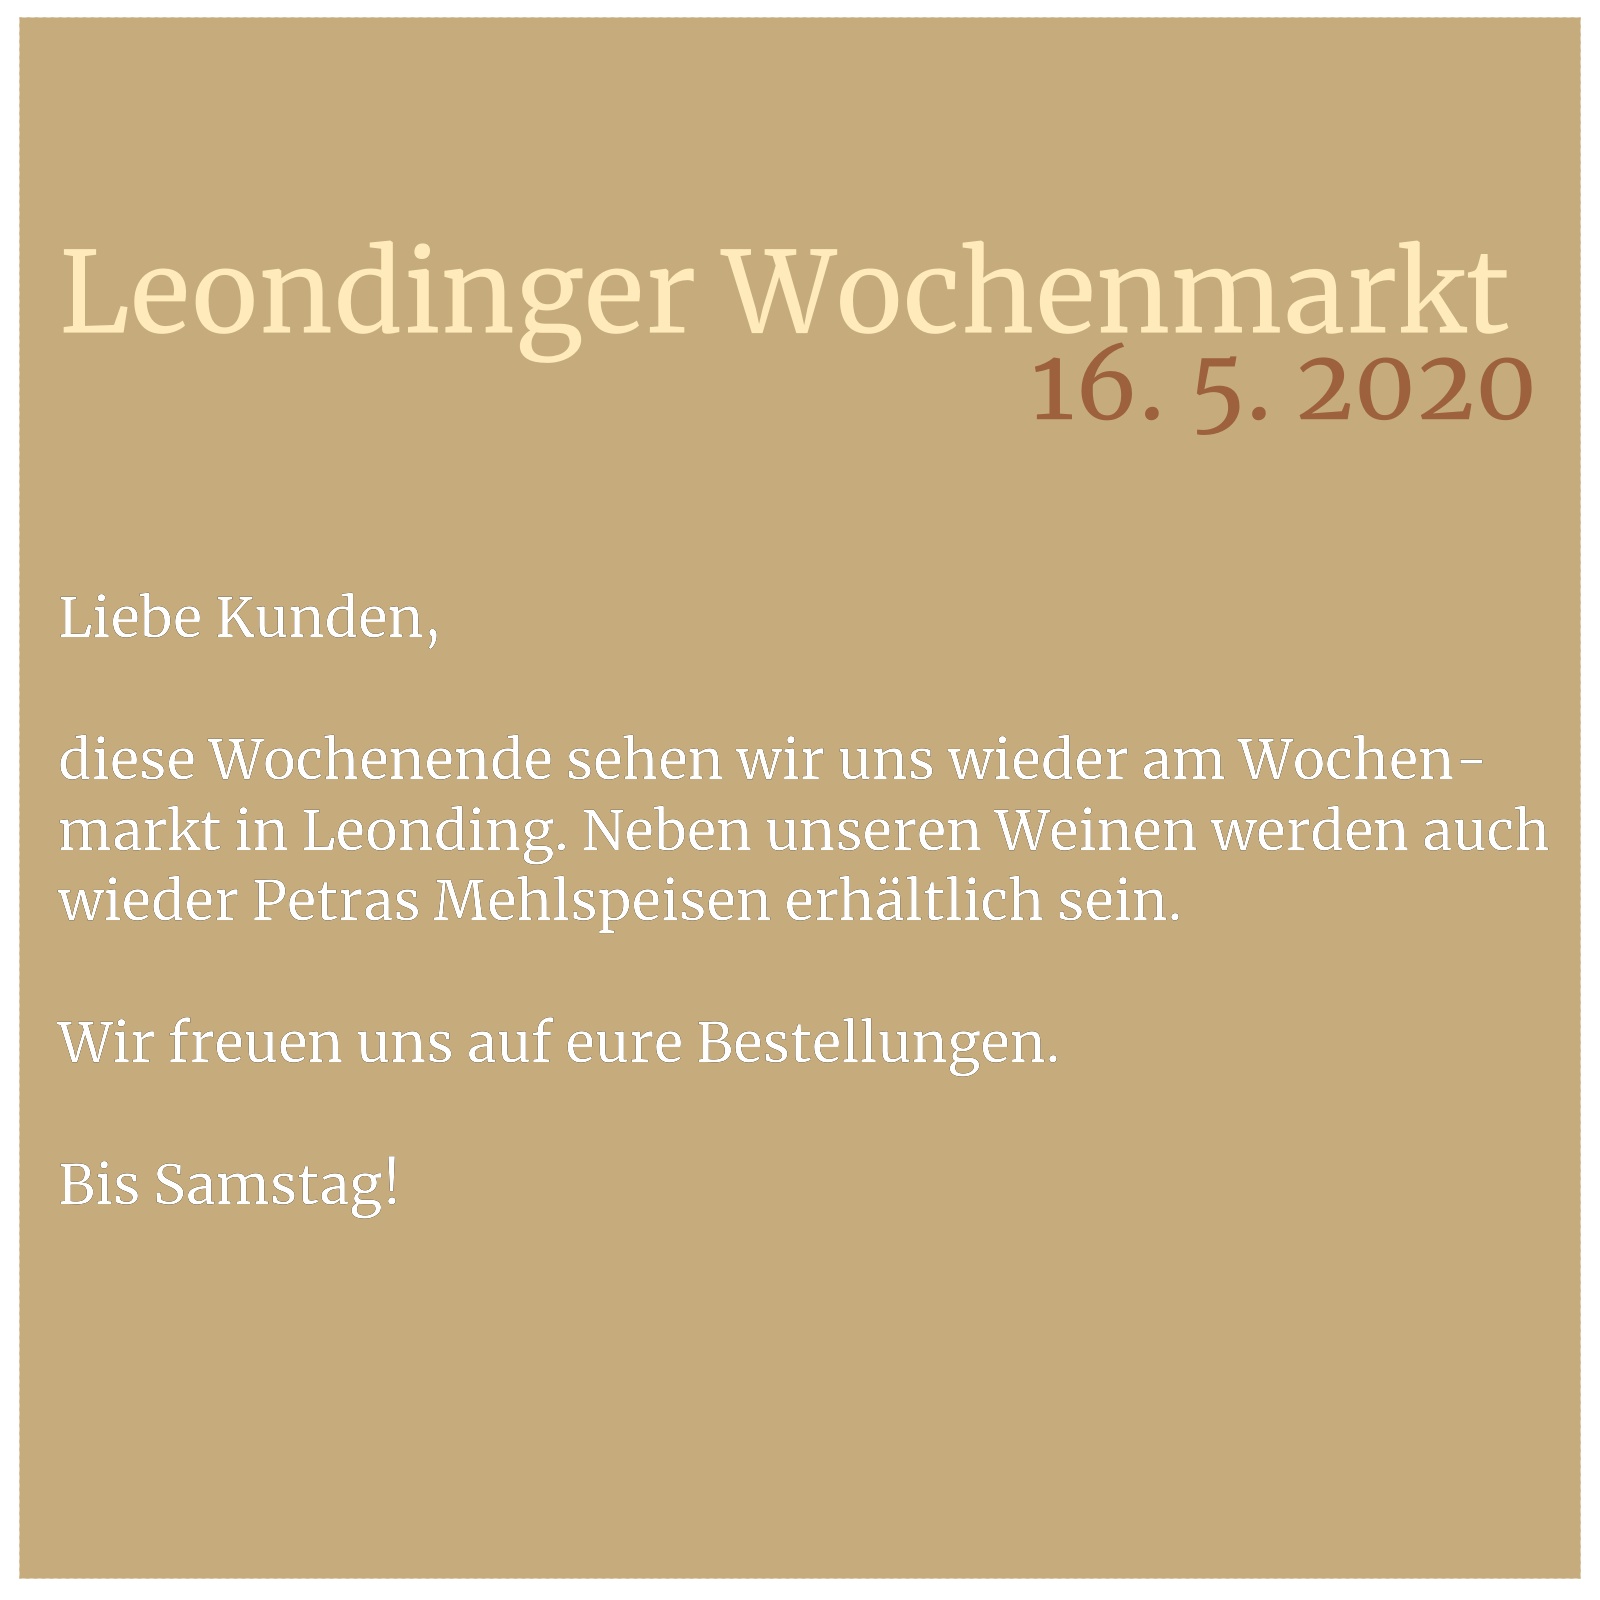 Leondinger Wochenmarkt
16. 5. 2020
Liebe Kunden,
diese Wochenende sehen wir uns wieder am Wochen-
markt in Leonding. Neben unseren Weinen werden auch
wieder Petras Mehlspeisen erhältlich sein.
Wir freuen uns auf eure Bestellungen.
Bis Samstag!